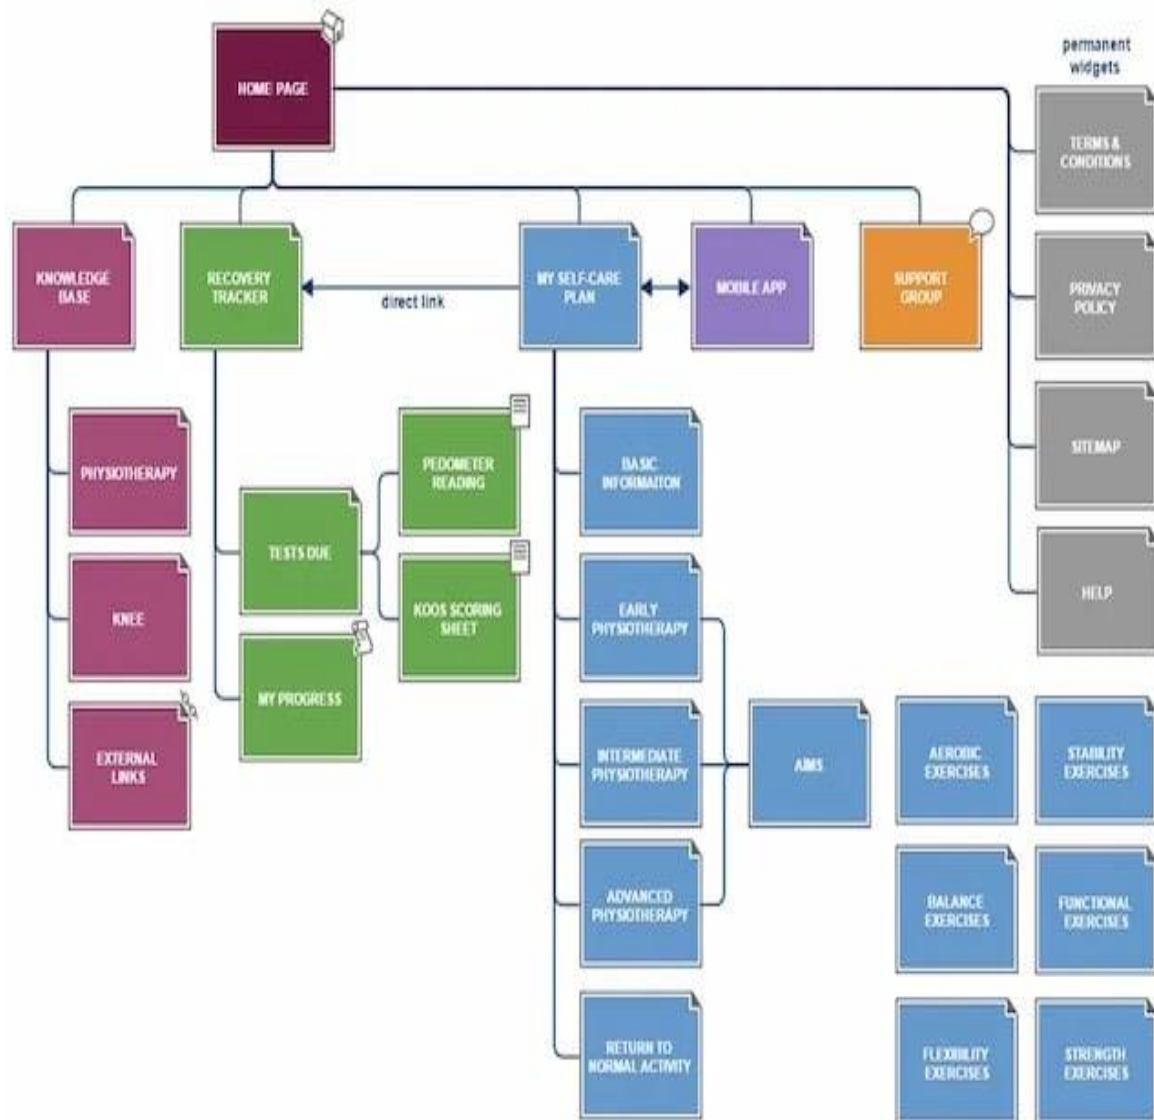 permanent
widgets
HOME PAGE
TERMS &
CONDITIONS
KNOWLEDGE
BASE
RECOVERY
TRACKER
direct link
MY SELF-CARE
PLAN
MOBILE APP
SUPPORT
GROUP
PRIVACY
POLICY
PHYSIOTHERAPY
PEDOMETER
READING
BASIC
INFORMAITON
SITEMAP
TESTS DUE
KNEE
KOOS SCORING
SHEET
EARLY
PHYSIOTHERAPY
HELP
MY PROGRESS
EXTERNAL
LINKS
INTERMEDIATE
PHYSIOTHERAPY
AIMS
AEROBIC
EXERCISES
STABILITY
EXERCISES
ADVANCED
PHYSIOTHERAPY
BALANCE
EXERCISES
FUNCTIONAL
EXERCISES
RETURN TO
NORMAL ACTIVITY
FLEXIBILITY
EXERCISES
STRENGTH
EXERCISES